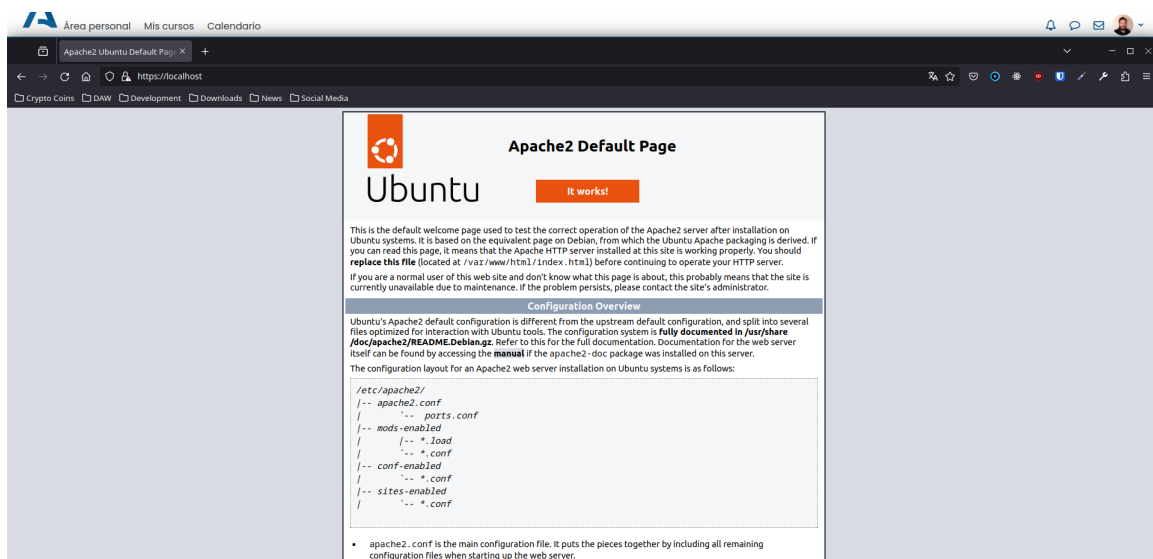 Área personal Mis cursos Calendario
Apache2 Ubuntu Default Pag
https://localhost
Crypto Coins DAW Development Downloads News Social Media
Apache2 Default Page
Ubuntu
It works!
This is the default welcome page used to test the correct operation of the Apache2 server after installation on
Ubuntu systems. It is based on the equivalent page on Debian, from which the Ubuntu Apache packaging is derived. If
you can read this page, it means that the Apache HTTP server installed at this site is working properly. You should
replace this file (located at /var/www/html/index.html) before continuing to operate your HTTP server.
If you are a normal user of this web site and don't know what this page is about, this probably means that the site is
currently unavailable due to maintenance. If the problem persists, please contact the site's administrator.
Configuration Overview
Ubuntu's Apache2 default configuration is different from the upstream default configuration, and split into several
files optimized for interaction with Ubuntu tools. The configuration system is fully documented in /usr/share
/doc/apache2/README.Debian.gz. Refer to this for the full documentation. Documentation for the web server
itself can be found by accessing the manual if the apache2-doc package was installed on this server.
The configuration layout for an Apache2 web server installation on Ubuntu systems is as follows:
/etc/apache2/
|-- apache2.conf
|       `--  ports.conf
|-- mods-enabled
|       |-- *.load
|       `-- *.conf
|-- conf-enabled
|       `-- *.conf
|-- sites-enabled
|       `-- *.conf
• apache2.conf is the main configuration file. It puts the pieces together by including all remaining
configuration files when starting up the web server.